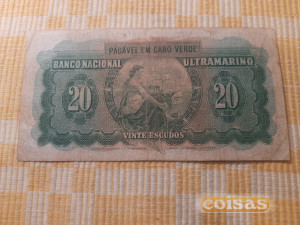 PAGÁVEL EM CABO VERDE
BANCO NACIONAL ULTRAMARINO
20 20
VINTE ESCUDOS
coisas